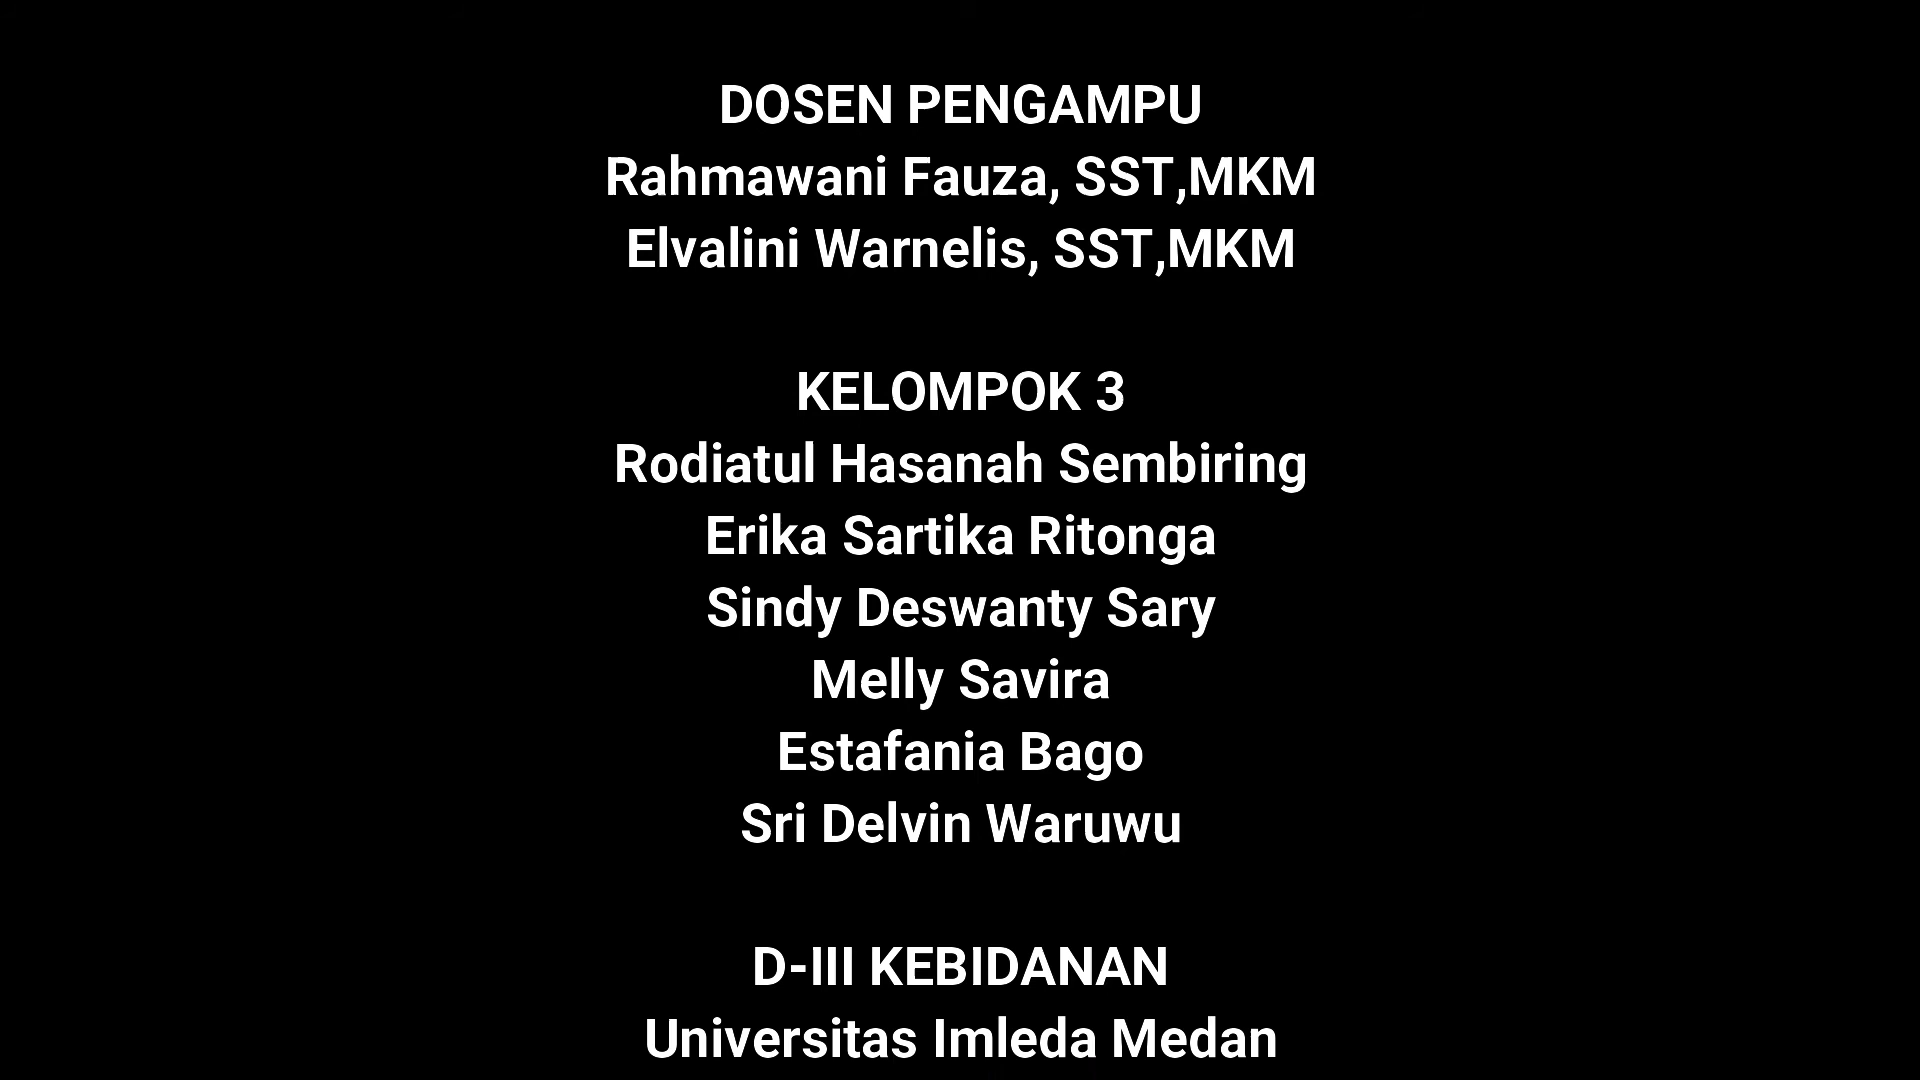 DOSEN PENGAMPU
Rahmawani Fauza, SST,MKM
Elvalini Warnelis, SST,MKM
KELOMPOK 3
Rodiatul Hasanah Sembiring
Erika Sartika Ritonga
Sindy Deswanty Sary
Melly Savira
Estafania Bago
Sri Delvin Waruwu
D-III KEBIDANAN
Universitas Imleda Medan